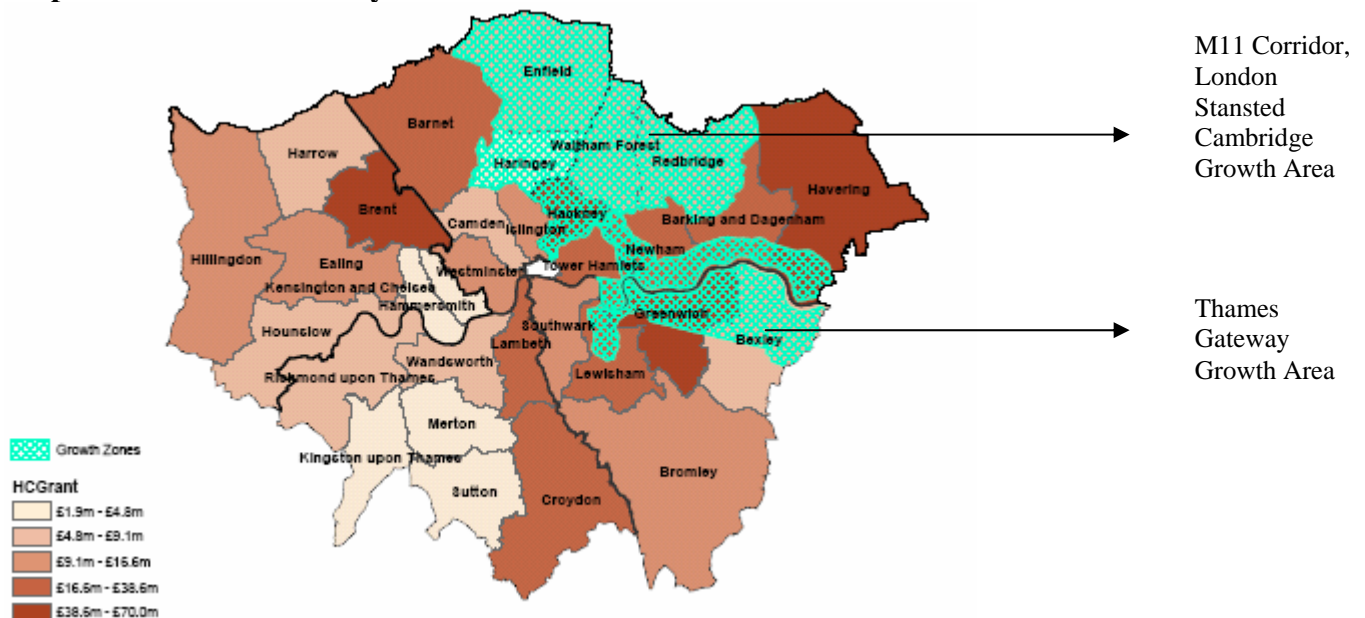 M11 Corridor,
London
Stansted
Cambridge
Growth Area
Enfield
Barnet
Harrow
Haringey
Waltham Forest
Redbridge
Havering
Brent
Camden
Islington
Hackney
Barking and Dagenham
Hillingdon
Ealing
Westminster
Tower Hamlets
Newham
Kensington and Chelsea
Hammersmith
Hounslow
Southwark
Greenwich
Bexley
Thames
Gateway
Growth Area
Lambeth
Wandsworth
Richmond upon Thames
Lewisham
Merton
Kingston upon Thames
Bromley
Sutton
Croydon
Growth Zones
HCGrant
£1.9m - £4.8m
£4.8m - £9.1m
£9.1m - £16.6m
£16.6m - £38.6m
£38.6m - £70.0m